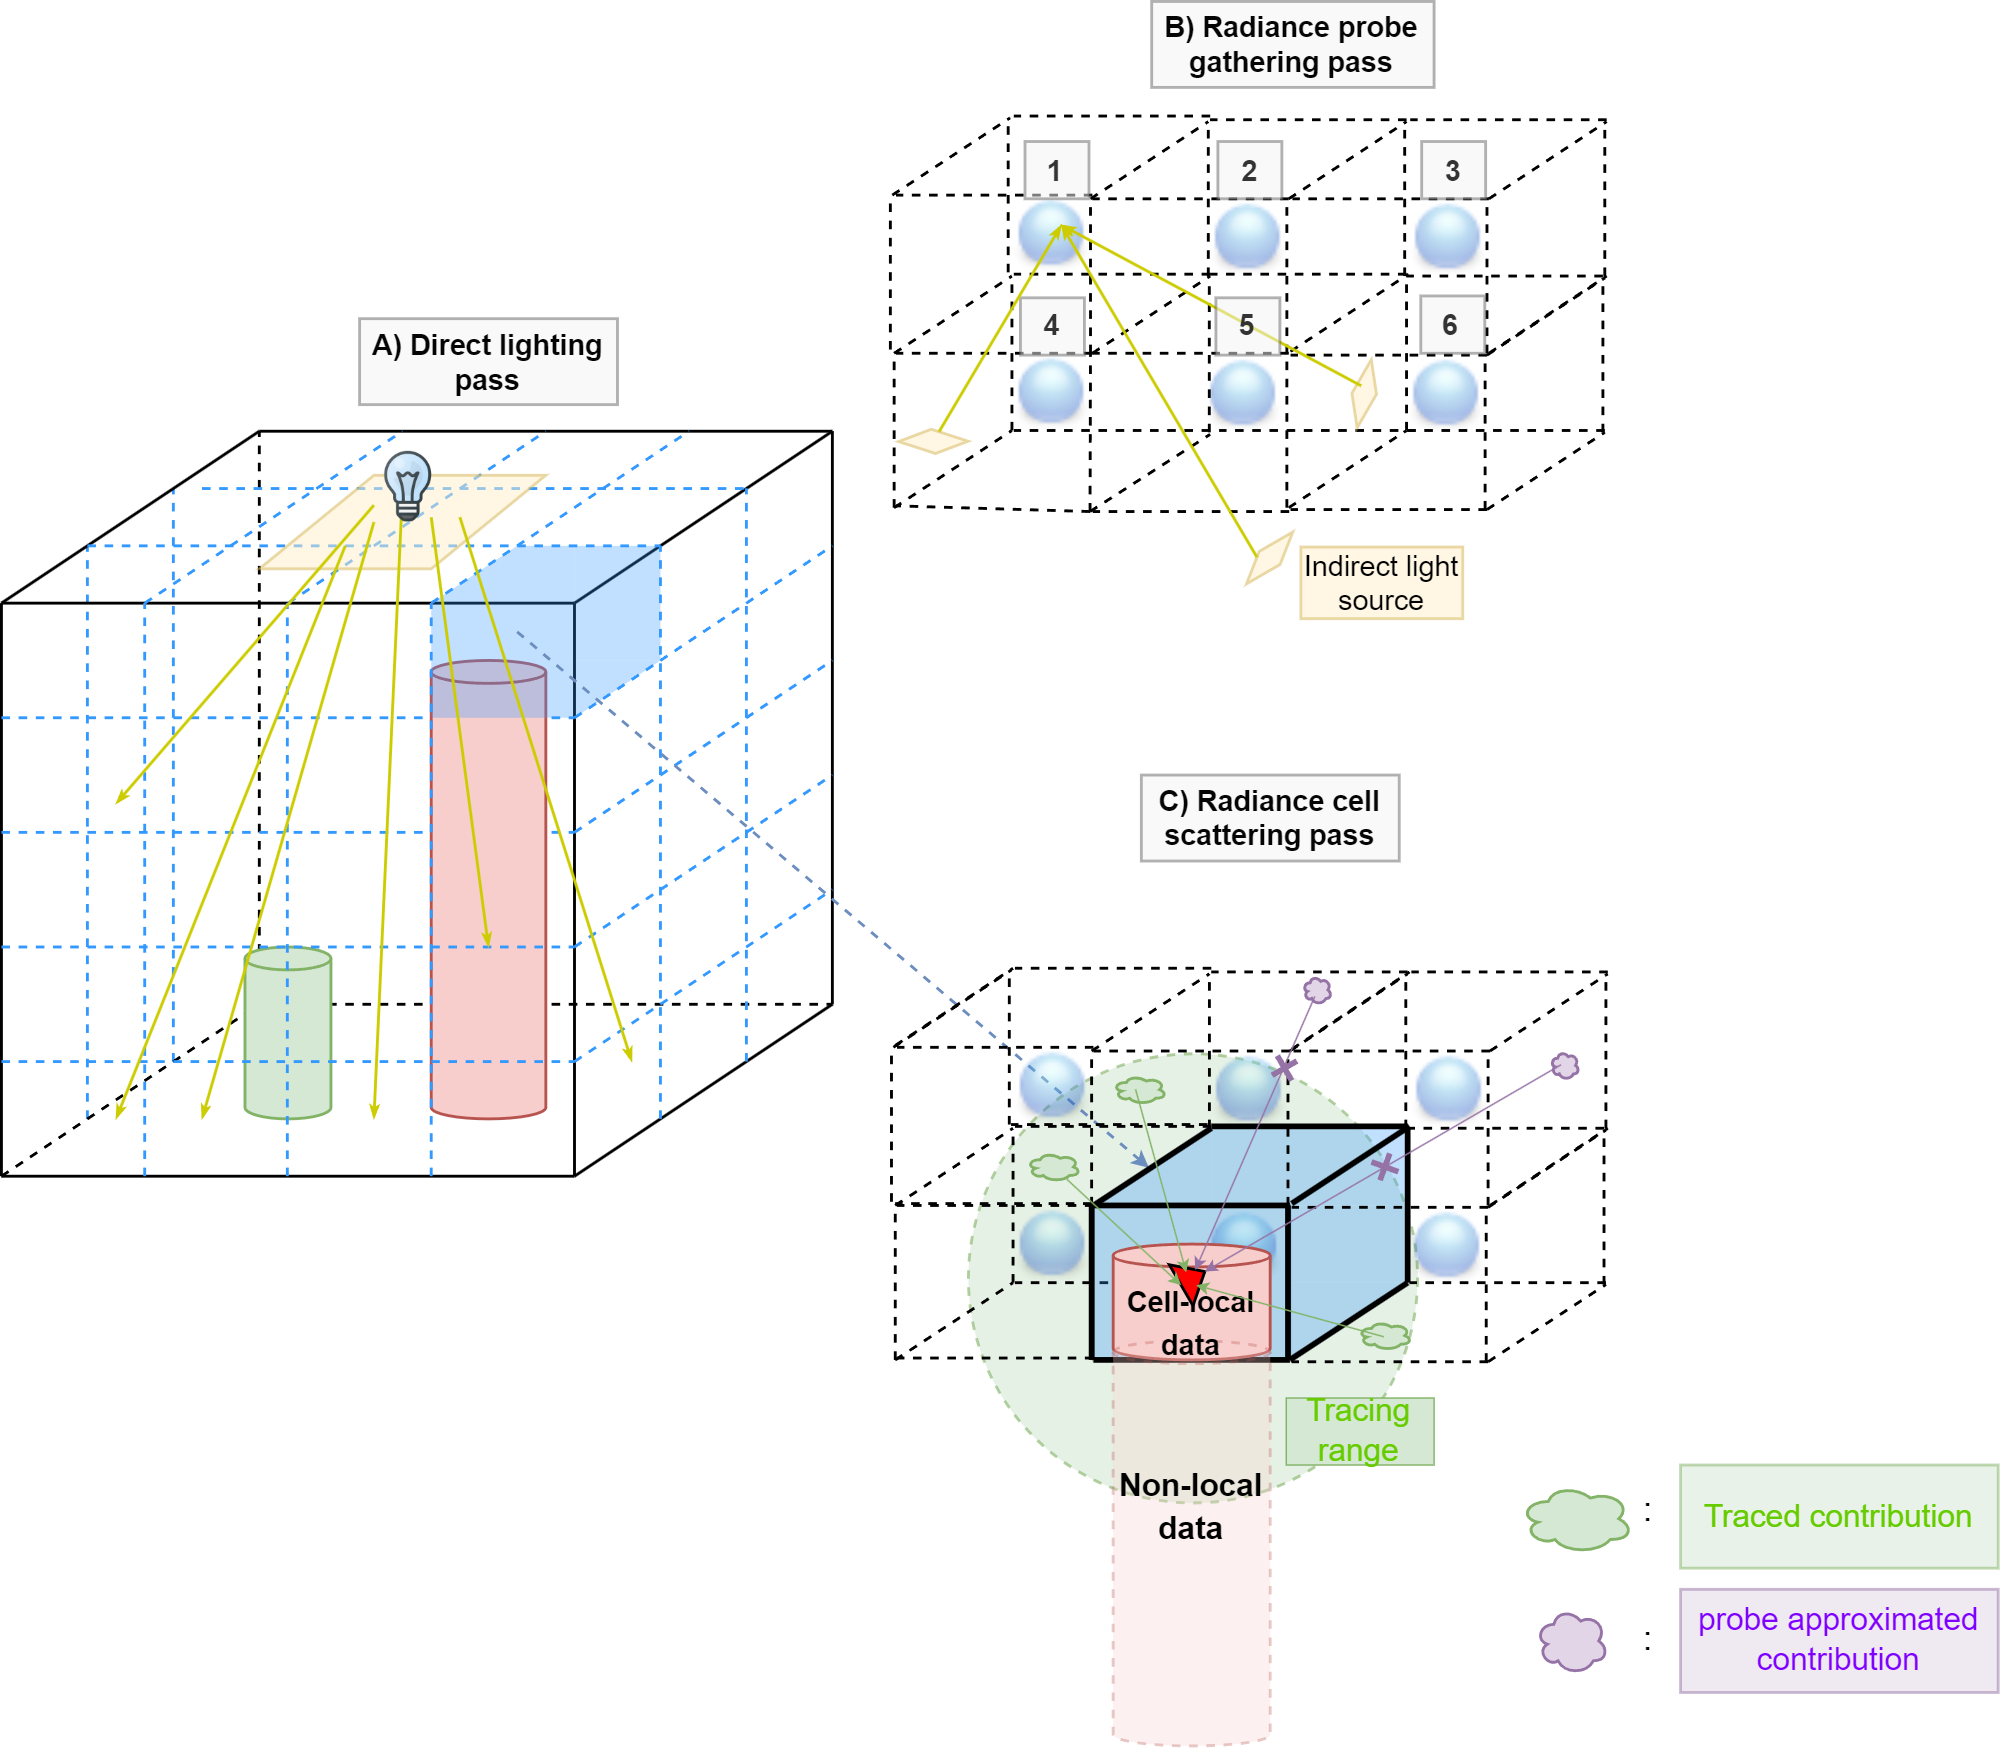 B) Radiance probe
gathering pass
1
2
3
4
5
6
Indirect light
source
A) Direct lighting
pass
C) Radiance cell
scattering pass
Cell-local
data
Tracing
range
Non-local
data
: Traced contribution
: probe approximated
contribution